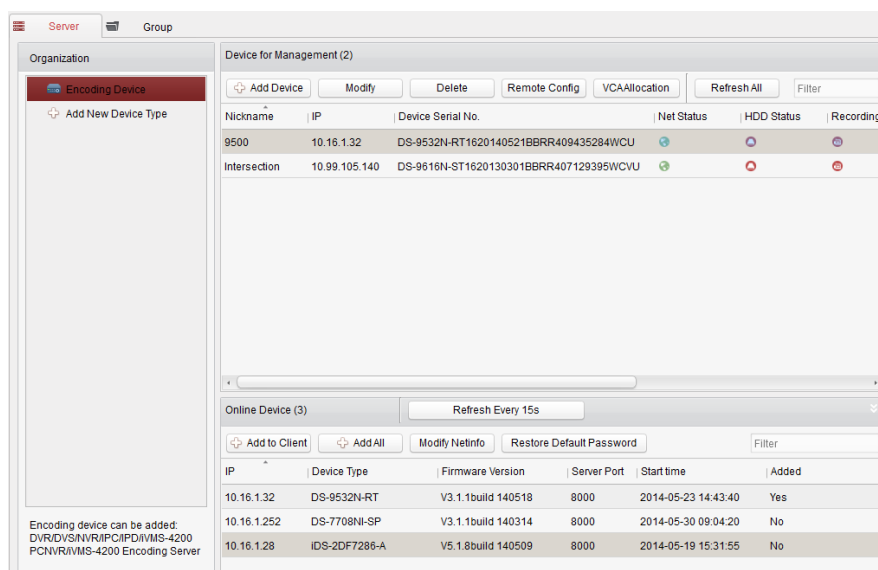 Server Group
Organization
Encoding Device
Add New Device Type
Encoding device can be added:
DVR/DVS/NVR/IPC/IPD/iVMS-4200
PCNVR/iVMS-4200 Encoding Server
Device for Management (2)
Add Device Modify Delete Remote Config VCAAllocation Refresh All Filter
Nickname IP Device Serial No. Net Status HDD Status Recording
9500 10.16.1.32 DS-9532N-RT1620140521BBRR409435284WCU
Intersection 10.99.105.140 DS-9616N-ST1620130301BBRR407129395WCVU
Online Device (3) Refresh Every 15s
Add to Client Add All Modify Netinfo Restore Default Password Filter
IP Device Type Firmware Version Server Port Start time Added
10.16.1.32 DS-9532N-RT V3.1.1build 140518 8000 2014-05-23 14:43:40 Yes
10.16.1.252 DS-7708NI-SP V3.1.1build 140314 8000 2014-05-30 09:04:20 No
10.16.1.28 iDS-2DF7286-A V5.1.8build 140509 8000 2014-05-19 15:31:55 No